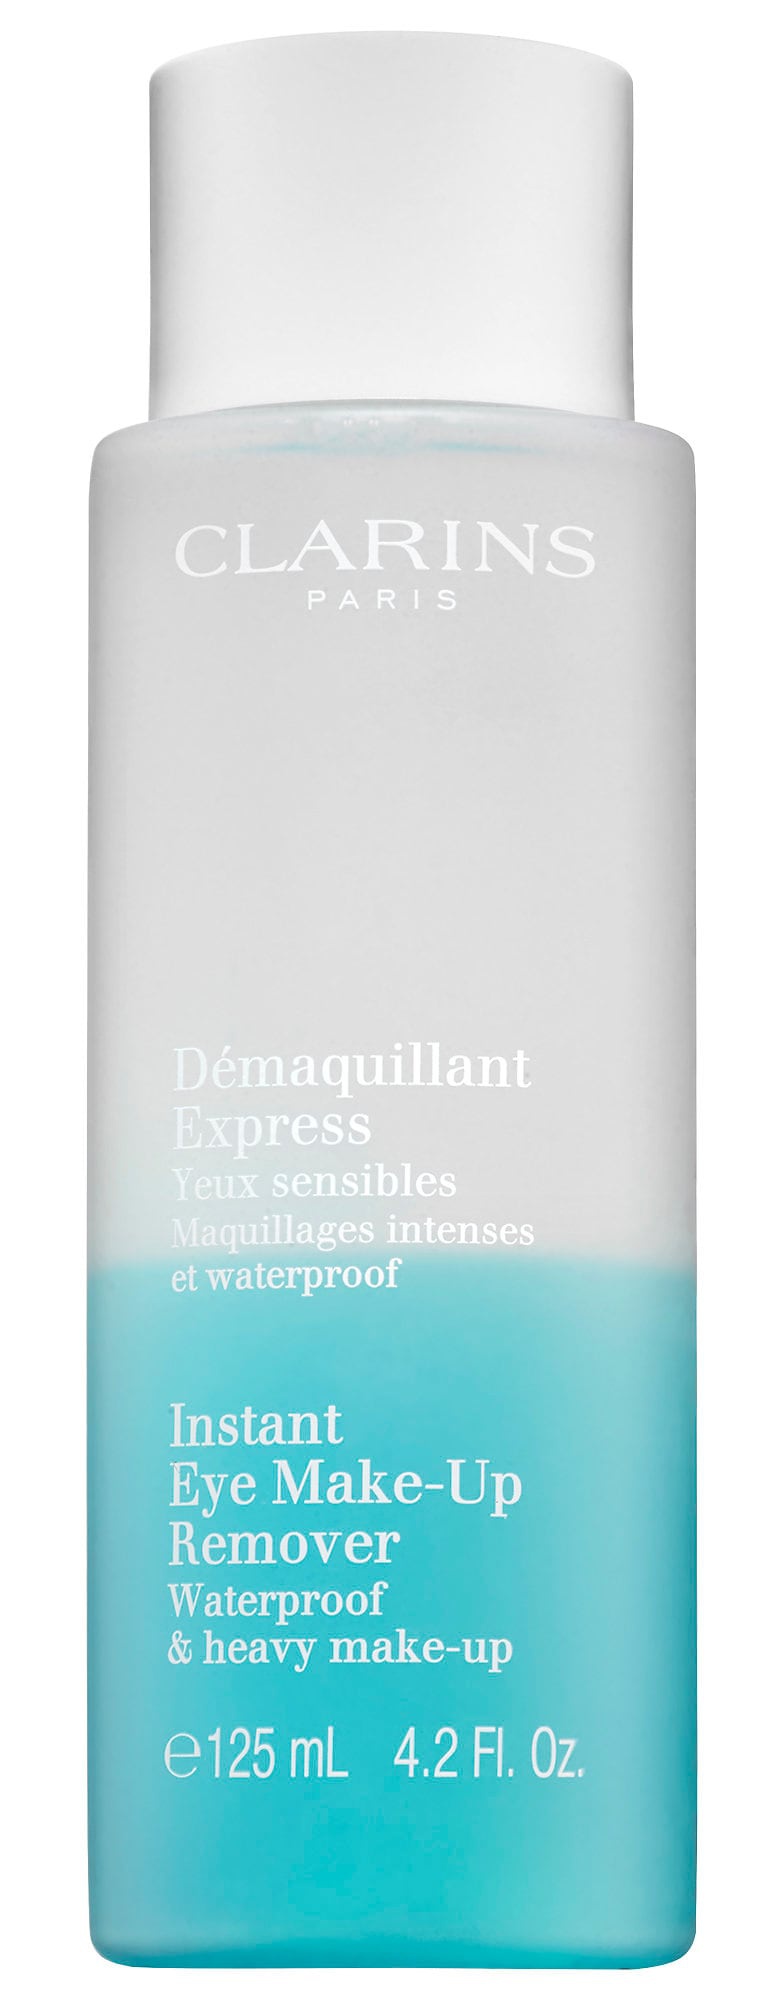 CLARINS
PARIS
Démaquillant
Express
Yeux sensibles
Maquillages intenses
et waterproof
Instant
Eye Make-Up
Remover
Waterproof
& heavy make-up
℮125 mL 4.2 Fl. Oz.